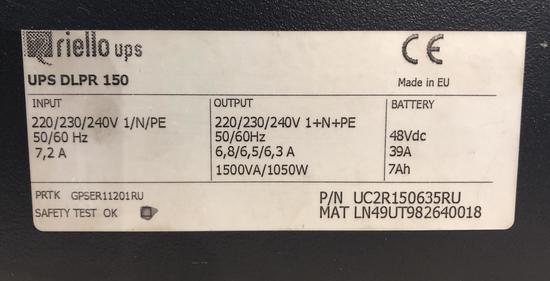 riello ups
CE
UPS DLPR 150
Made in EU
INPUT
220/230/240V 1/N/PE
50/60 Hz
7,2 A
OUTPUT
220/230/240V 1+N+PE
50/60Hz
6,8/6,5/6,3 A
1500VA/1050W
BATTERY
48Vdc
39A
7Ah
PRTK GPSER11201RU
SAFETY TEST OK
P/N UC2R150635RU
MAT LN49UT982640018